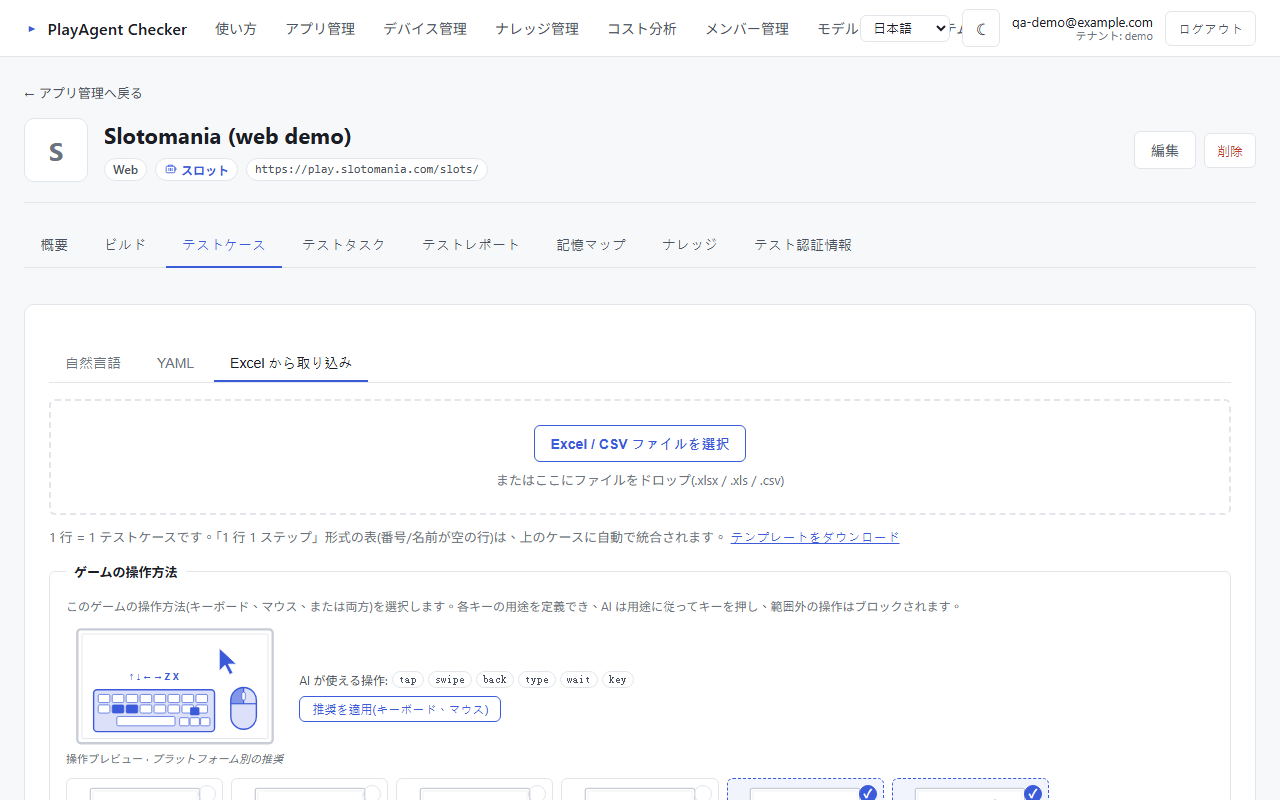 PlayAgent Checker
使い方
アプリ管理
デバイス管理
ナレッジ管理
コスト分析
メンバー管理
モデル
日本語
qa-demo@example.com
テナント: demo
ログアウト
← アプリ管理へ戻る
S
Slotomania (web demo)
Web
スロット
https://play.slotomania.com/slots/
編集
削除
概要
ビルド
テストケース
テストタスク
テストレポート
記憶マップ
ナレッジ
テスト認証情報
自然言語
YAML
Excel から取り込み
Excel / CSV ファイルを選択
またはここにファイルをドロップ(.xlsx / .xls / .csv)
1 行 = 1 テストケースです。「1 行 1 ステップ」形式の表(番号/名前が空の行)は、上のケースに自動で統合されます。 テンプレートをダウンロード
ゲームの操作方法
このゲームの操作方法(キーボード、マウス、または両方)を選択します。各キーの用途を定義でき、AI は用途に従ってキーを押し、範囲外の操作はブロックされます。
↑↓←→ Z X
AI が使える操作: tap swipe back type wait key
推奨を適用(キーボード、マウス)
操作プレビュー · プラットフォーム別の推奨